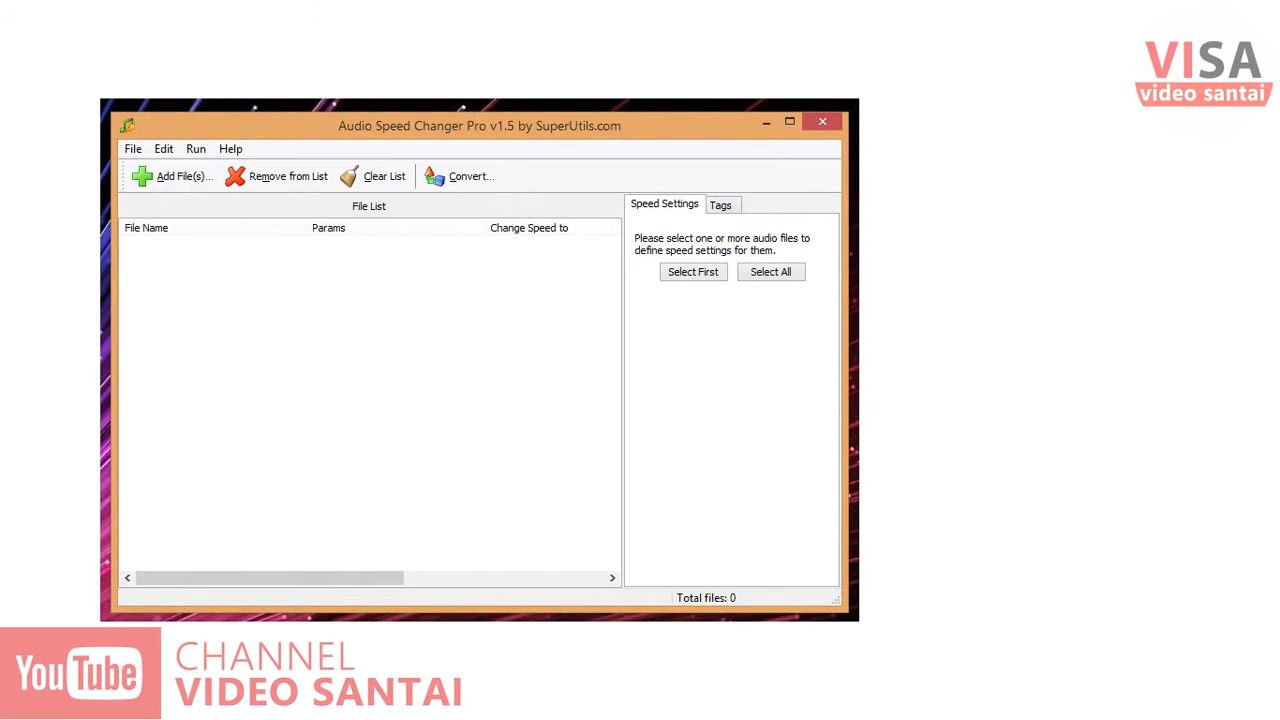 VISA
video santai
Audio Speed Changer Pro v1.5 by SuperUtils.com
File Edit Run Help
Add File(s)... Remove from List Clear List Convert...
File List
File Name Params Change Speed to
Speed Settings Tags
Please select one or more audio files to
define speed settings for them.
Select First Select All
Total files: 0
YouTube
CHANNEL
VIDEO SANTAI